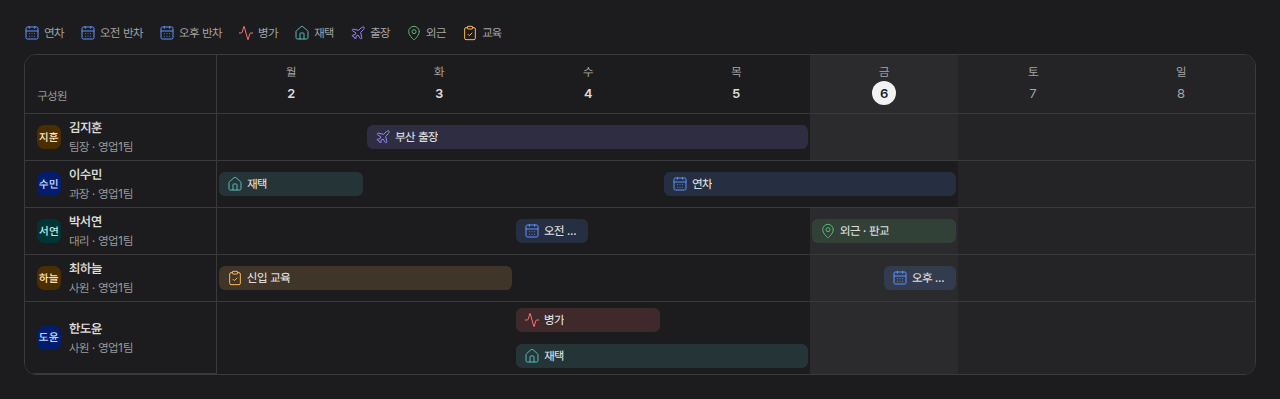 연차 오전 반차 오후 반차 병가 재택 출장 외근 교육
구성원 월 화 수 목 금 토 일
2 3 4 5 6 7 8
지훈 김지훈 부산 출장
팀장 · 영업1팀
수민 이수민 재택 연차
과장 · 영업1팀
서연 박서연 오전 ... 외근 · 판교
대리 · 영업1팀
하늘 최하늘 신입 교육 오후 ...
사원 · 영업1팀
도윤 한도윤 병가
사원 · 영업1팀 재택